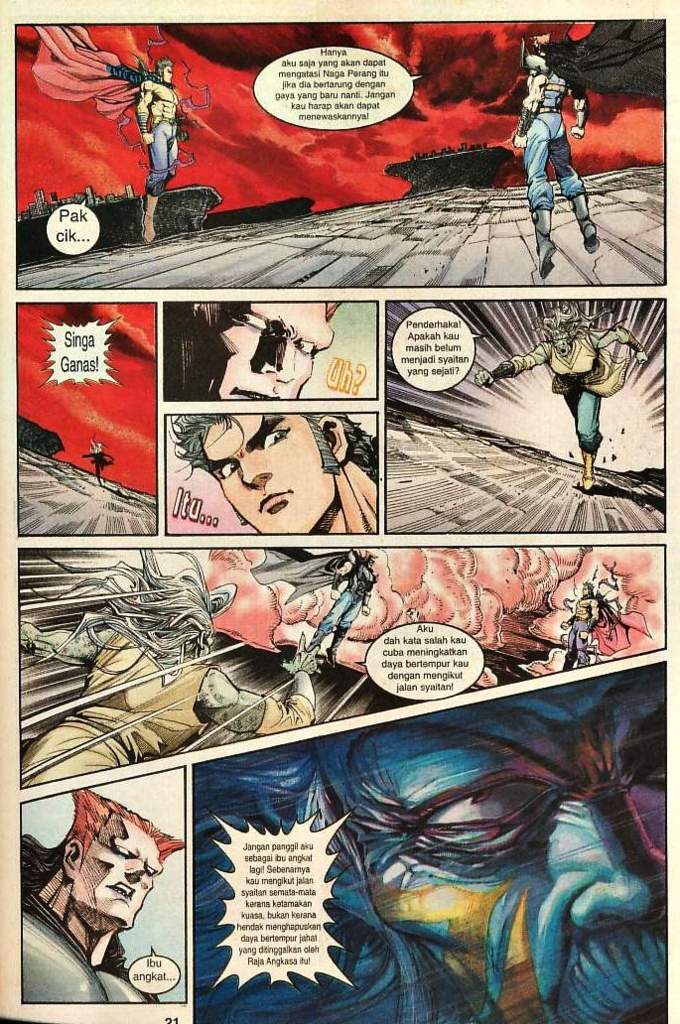 Hanya
aku saja yang akan dapat
mengatasi Naga Perang itu
jika dia bertarung dengan
gaya yang baru nanti. Jangan
kau harap akan dapat
menewaskannya!
Pak
cik...
Singa
Ganas!
Uh?
Itu...
Penderhaka!
Apakah kau
masih belum
menjadi syaitan
yang sejati?
Aku
dah kata salah kau
cuba meningkatkan
daya bertempur kau
dengan mengikut
jalan syaitan!
Ibu
angkat...
Jangan panggil aku
sebagai ibu angkat
lagi! Sebenarnya
kau mengikut jalan
syaitan semata-mata
kerana ketamakan
kuasa, bukan kerana
hendak menghapuskan
daya bertempur jahat
yang ditinggalkan oleh
Raja Angkasa itu!
21